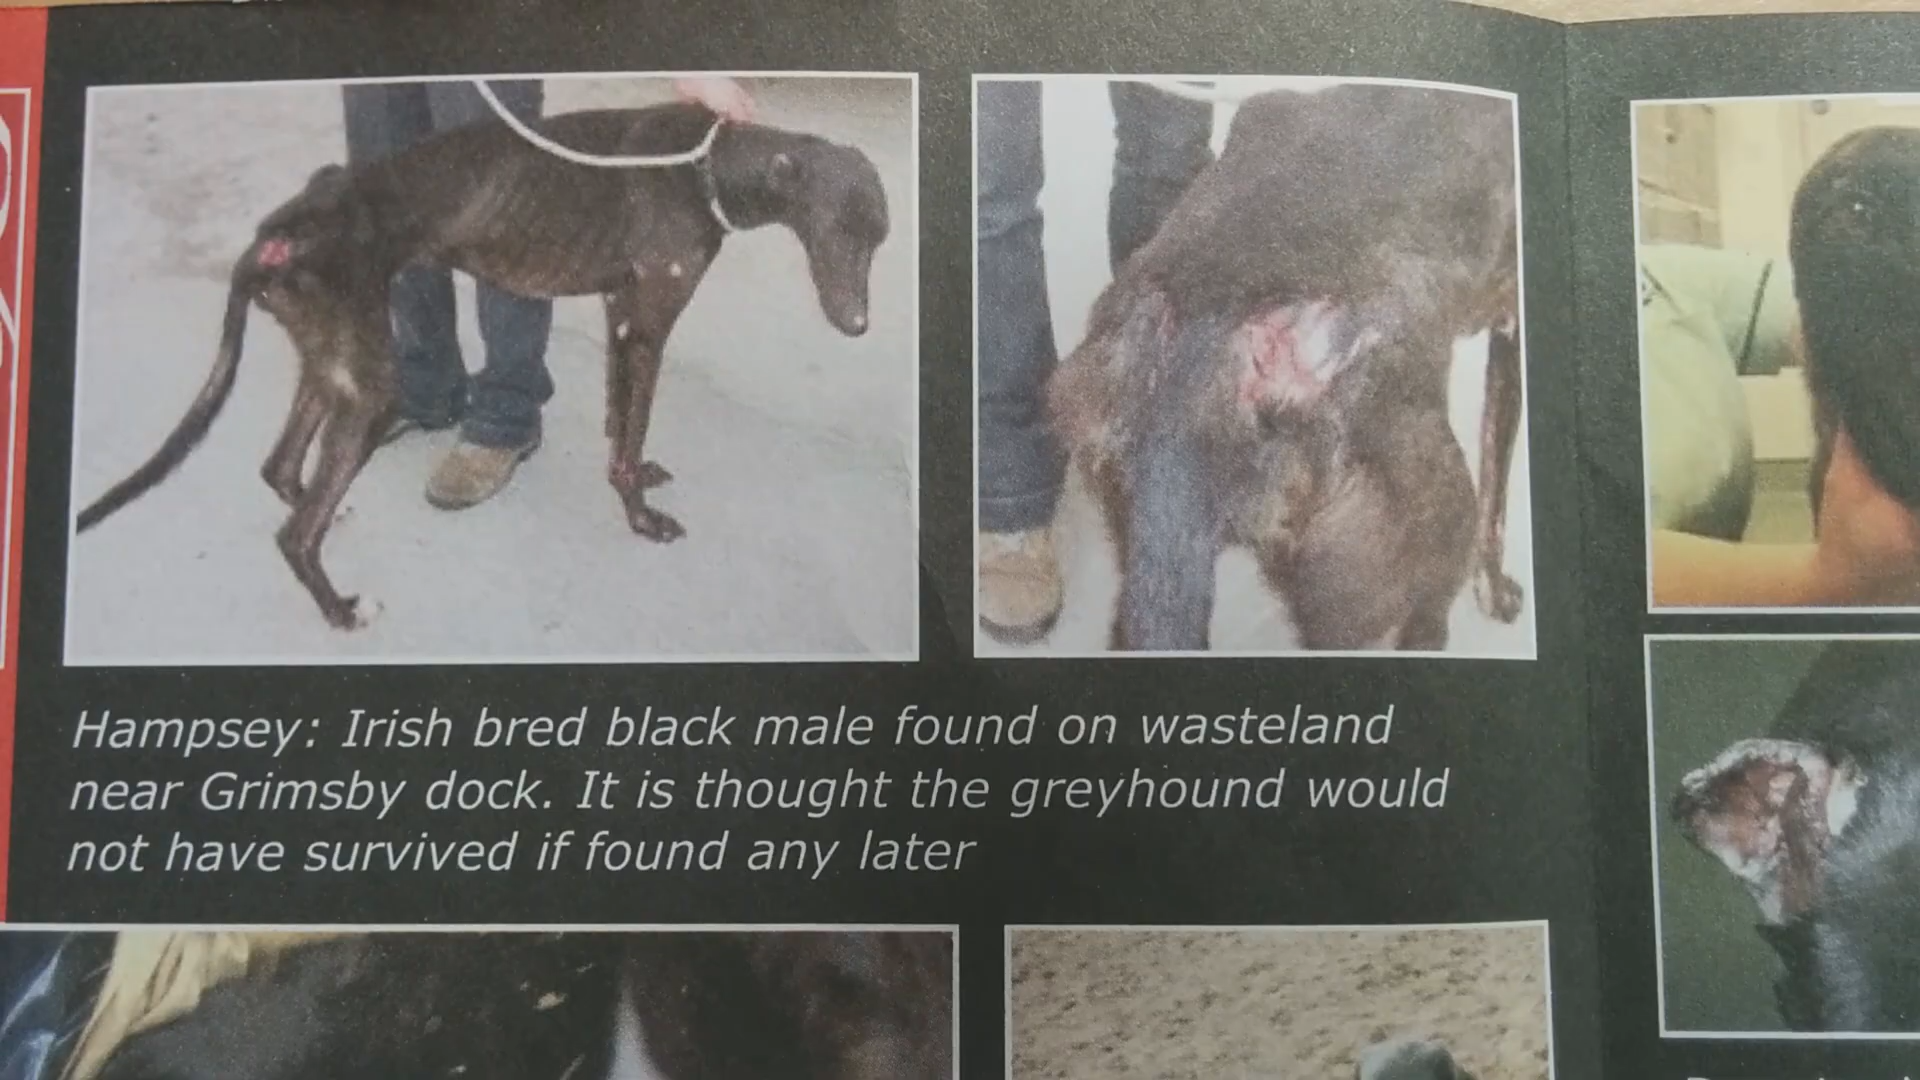 Hampsey: Irish bred black male found on wasteland
near Grimsby dock. It is thought the greyhound would
not have survived if found any later